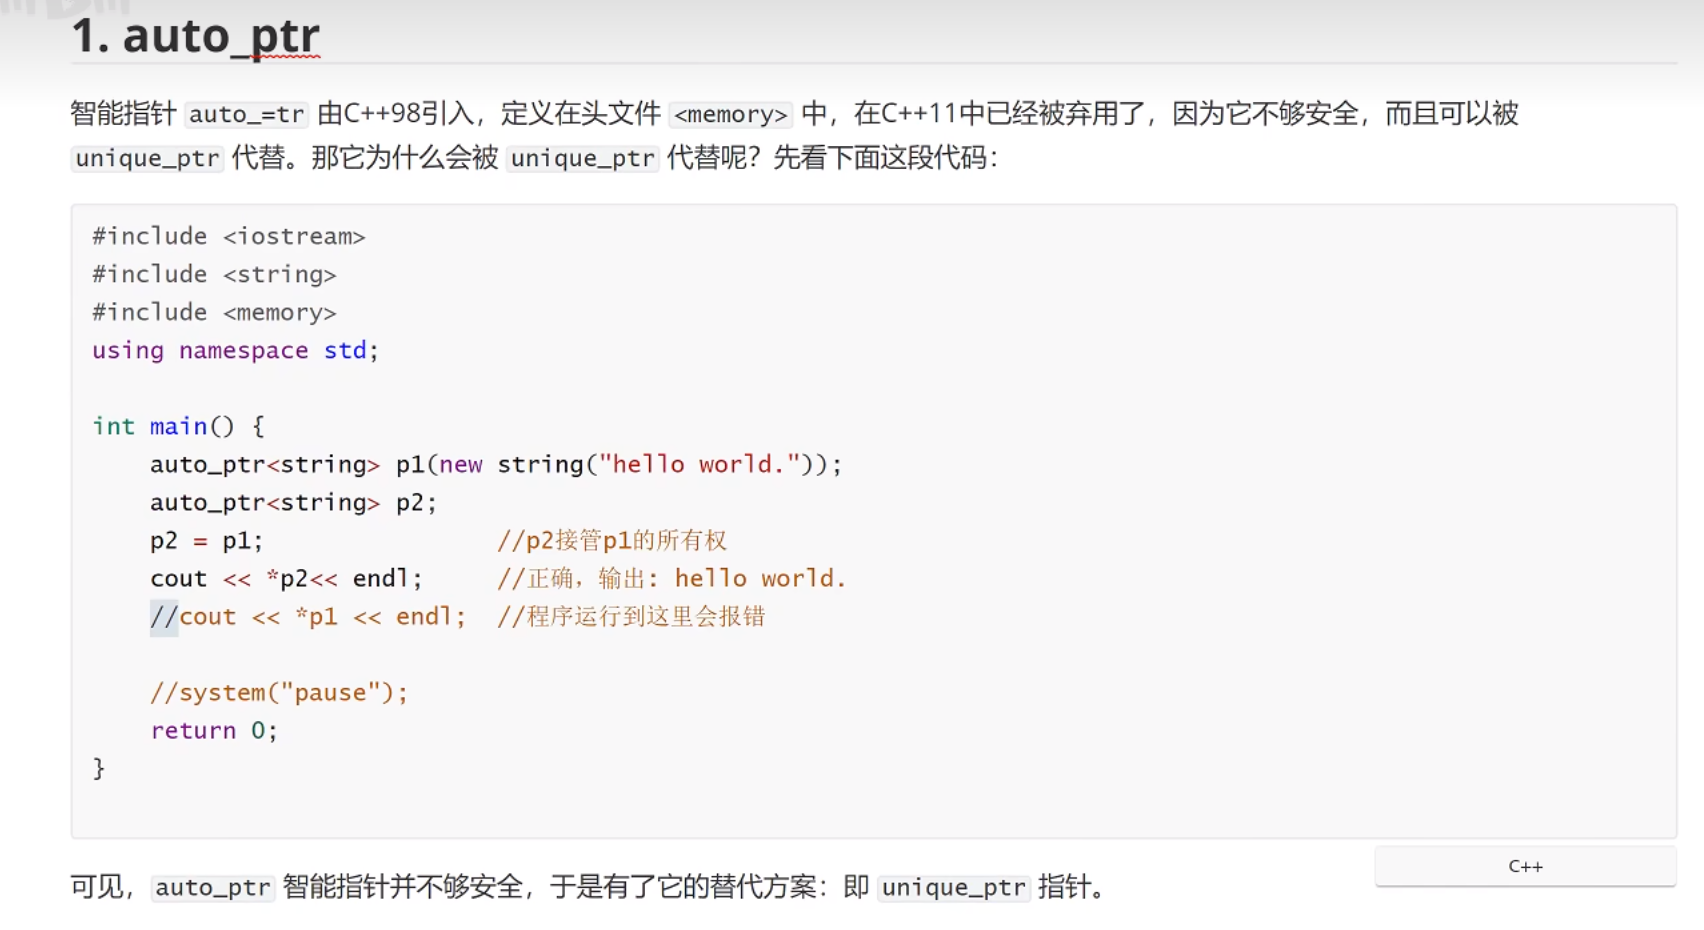 1. auto_ptr
智能指针 auto_=tr 由C++98引入，定义在头文件 <memory> 中，在C++11中已经被弃用了，因为它不够安全，而且可以被
unique_ptr 代替。那它为什么会被 unique_ptr 代替呢？先看下面这段代码：
#include <iostream>
#include <string>
#include <memory>
using namespace std;
int main() {
    auto_ptr<string> p1(new string("hello world."));
    auto_ptr<string> p2;
    p2 = p1;                //p2接管p1的所有权
    cout << *p2<< endl;     //正确，输出: hello world.
    //cout << *p1 << endl;  //程序运行到这里会报错
    //system("pause");
    return 0;
}
C++
可见，auto_ptr 智能指针并不够安全，于是有了它的替代方案：即 unique_ptr 指针。